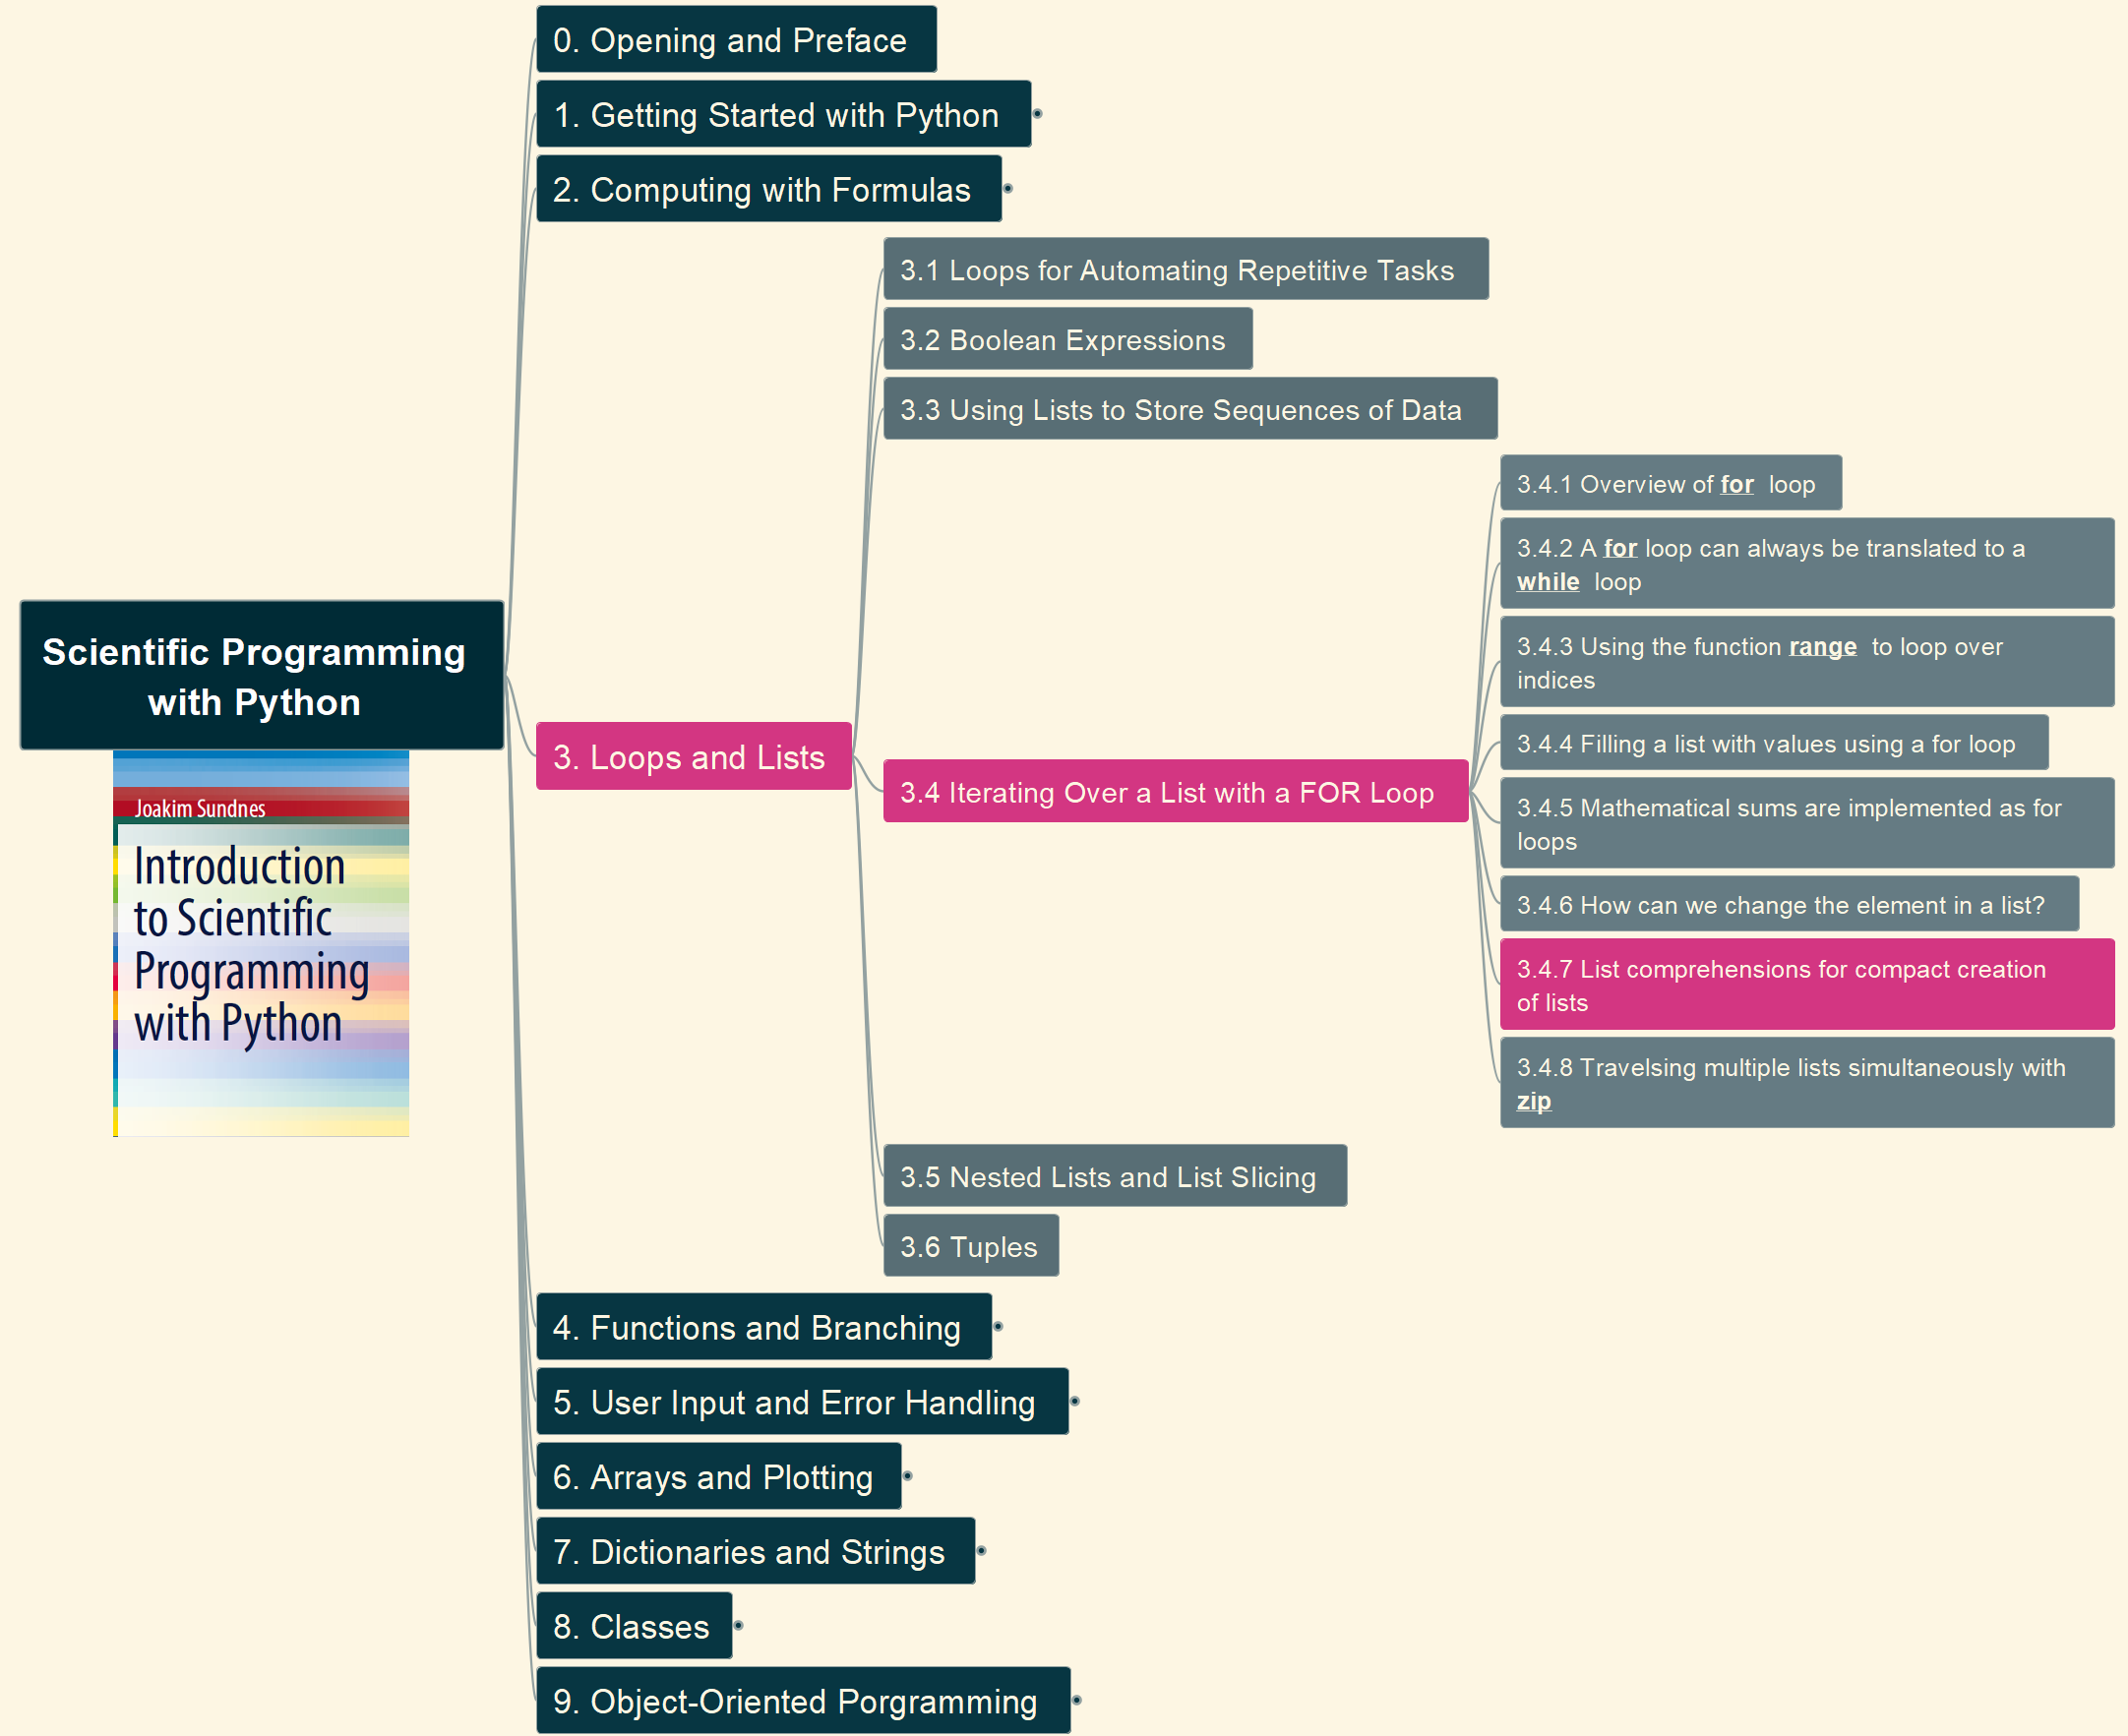 0. Opening and Preface
1. Getting Started with Python
2. Computing with Formulas
3.1 Loops for Automating Repetitive Tasks
3.2 Boolean Expressions
3.3 Using Lists to Store Sequences of Data
3.4.1 Overview of for loop
3.4.2 A for loop can always be translated to a
while loop
3.4.3 Using the function range to loop over
indices
Scientific Programming
with Python
3. Loops and Lists
3.4 Iterating Over a List with a FOR Loop
3.4.4 Filling a list with values using a for loop
3.4.5 Mathematical sums are implemented as for
loops
3.4.6 How can we change the element in a list?
3.4.7 List comprehensions for compact creation
of lists
3.4.8 Travelsing multiple lists simultaneously with
zip
Joakim Sundnes
Introduction
to Scientific
Programming
with Python
3.5 Nested Lists and List Slicing
3.6 Tuples
4. Functions and Branching
5. User Input and Error Handling
6. Arrays and Plotting
7. Dictionaries and Strings
8. Classes
9. Object-Oriented Porgramming